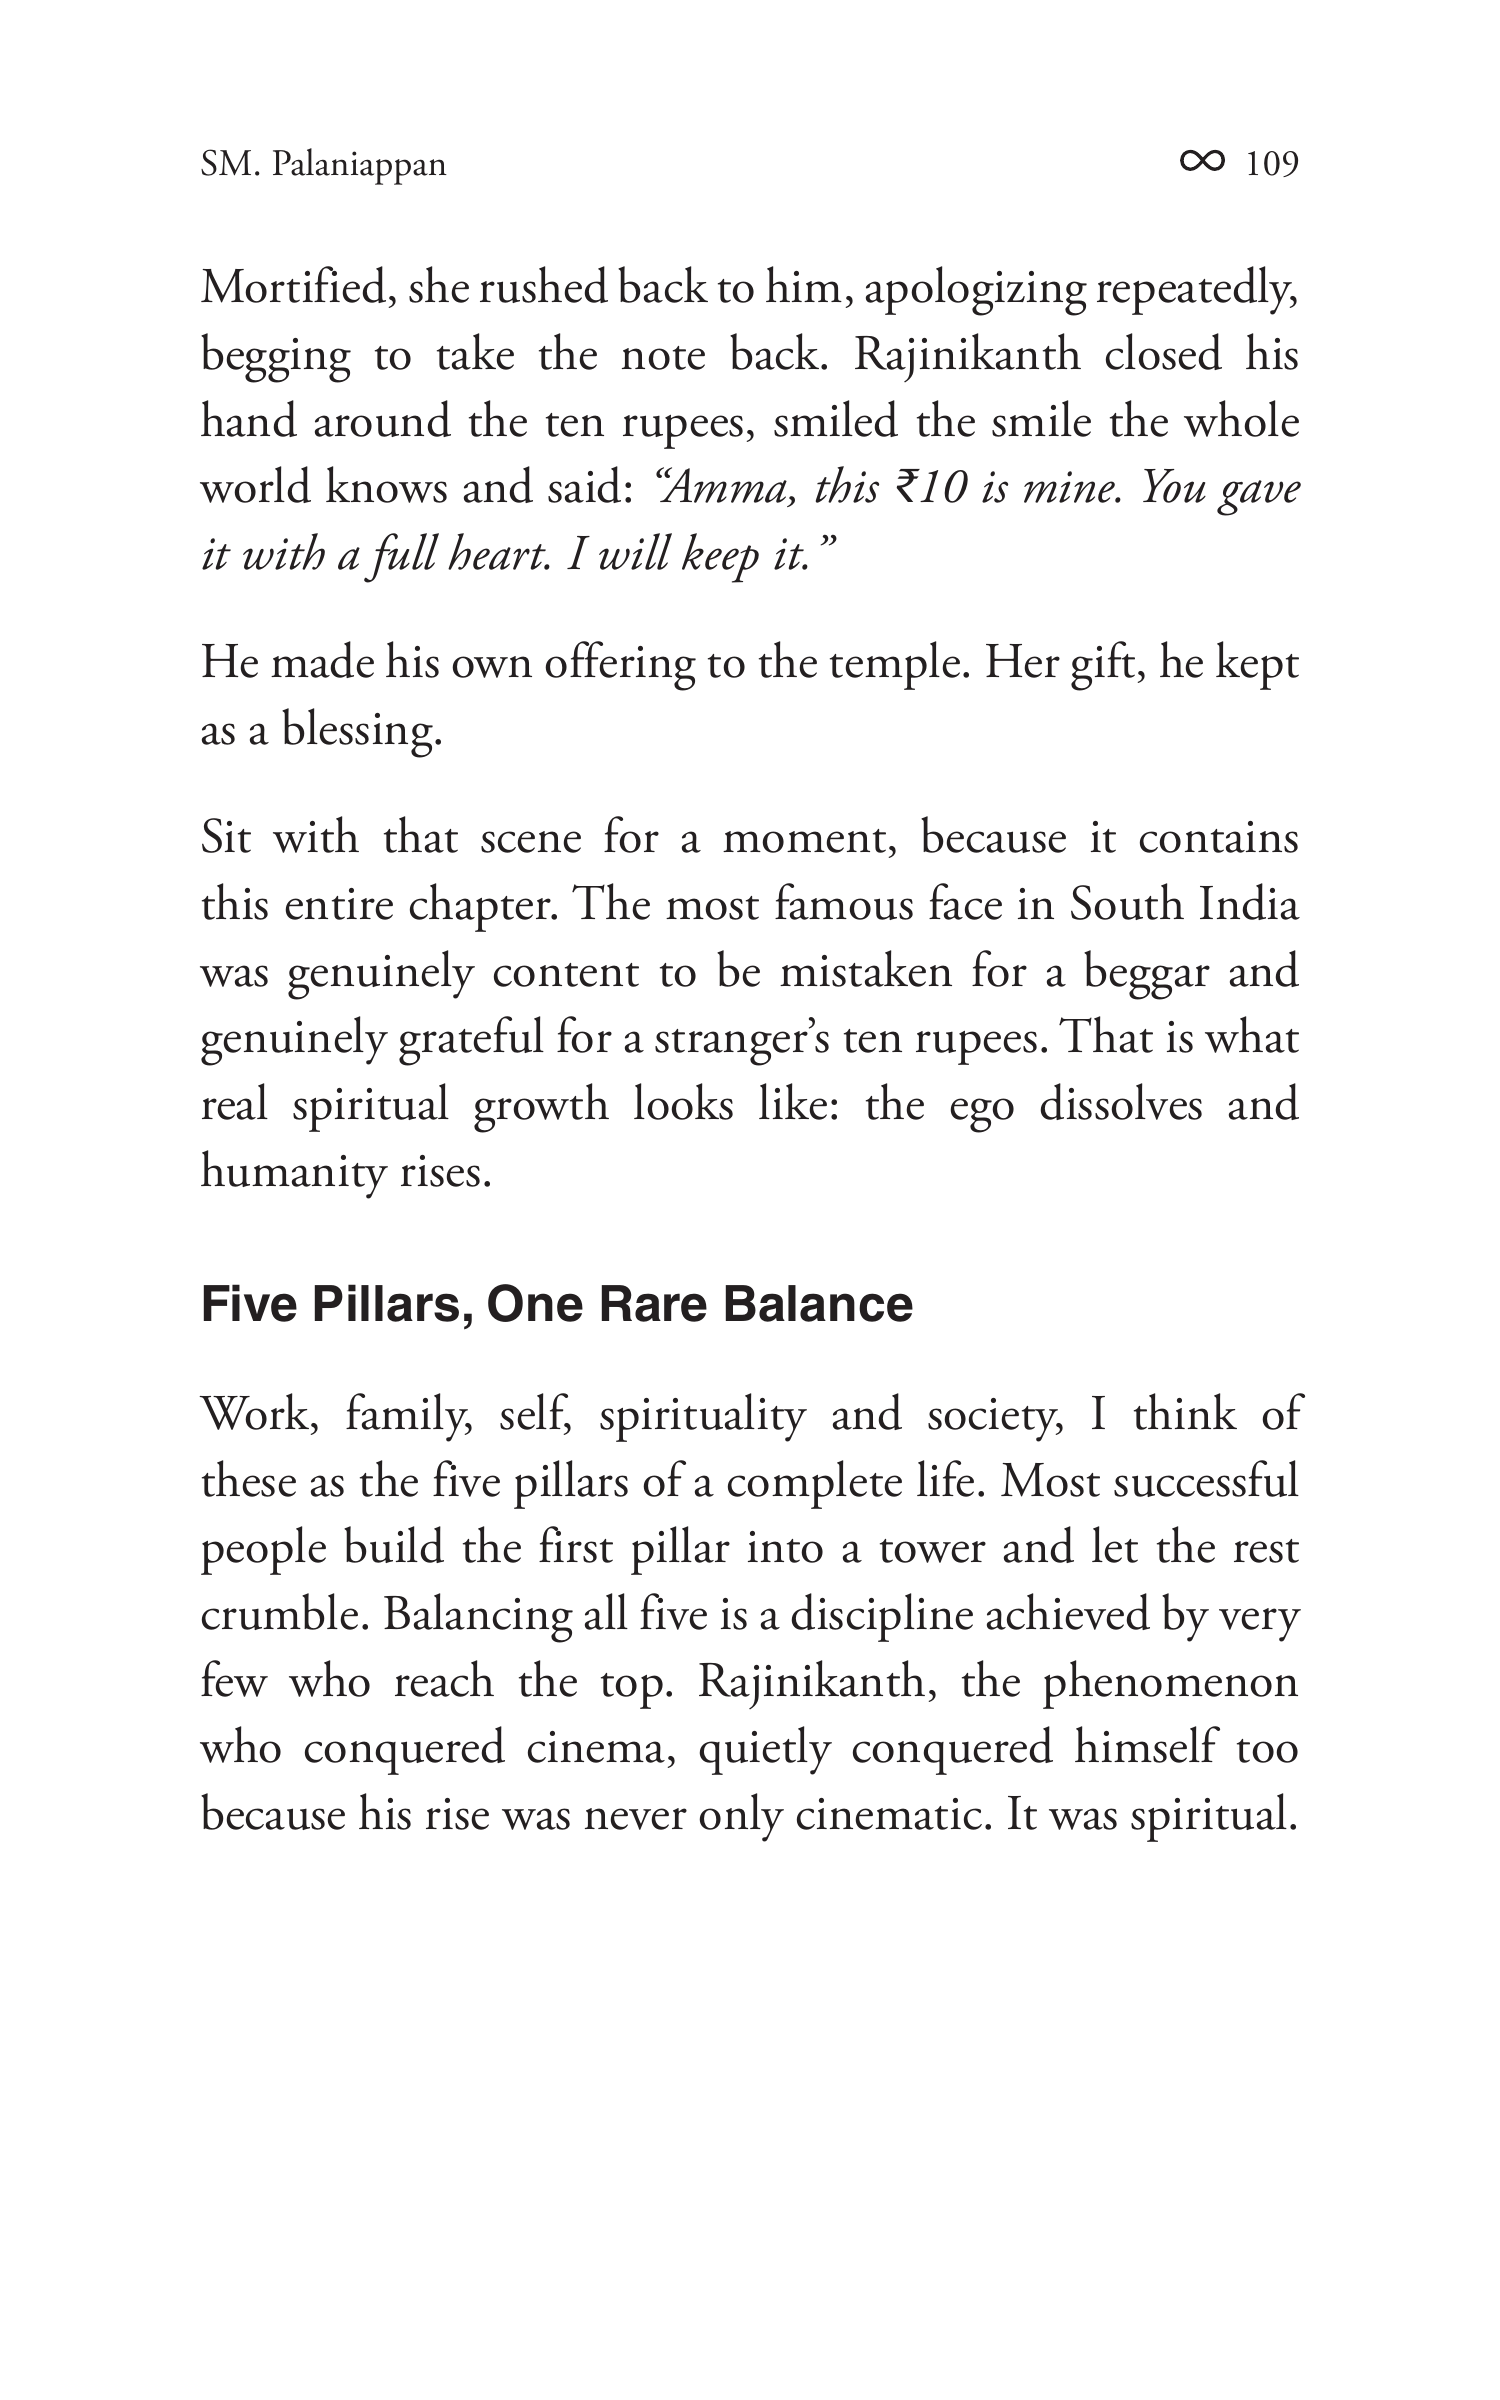 SM. Palaniappan ∞ 109
Mortified, she rushed back to him, apologizing repeatedly,
begging to take the note back. Rajinikanth closed his
hand around the ten rupees, smiled the smile the whole
world knows and said: “Amma, this ₹10 is mine. You gave
it with a full heart. I will keep it.”
He made his own offering to the temple. Her gift, he kept
as a blessing.
Sit with that scene for a moment, because it contains
this entire chapter. The most famous face in South India
was genuinely content to be mistaken for a beggar and
genuinely grateful for a stranger’s ten rupees. That is what
real spiritual growth looks like: the ego dissolves and
humanity rises.
Five Pillars, One Rare Balance
Work, family, self, spirituality and society, I think of
these as the five pillars of a complete life. Most successful
people build the first pillar into a tower and let the rest
crumble. Balancing all five is a discipline achieved by very
few who reach the top. Rajinikanth, the phenomenon
who conquered cinema, quietly conquered himself too
because his rise was never only cinematic. It was spiritual.